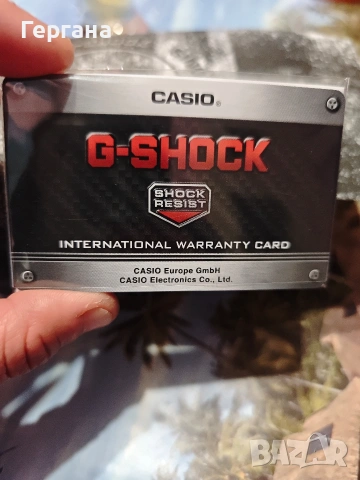 Гергана
CASIO®
G-SHOCK
SHOCK
RESIST
INTERNATIONAL WARRANTY CARD
CASIO Europe GmbH
CASIO Electronics Co., Ltd.
BAZAR